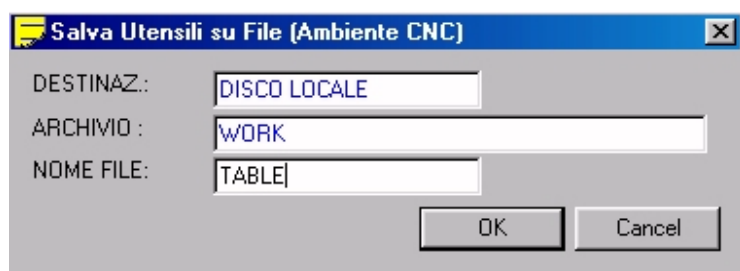 Salva Utensili su File (Ambiente CNC)
DESTINAZ.: DISCO LOCALE
ARCHIVIO : WORK
NOME FILE: TABLE
OK Cancel